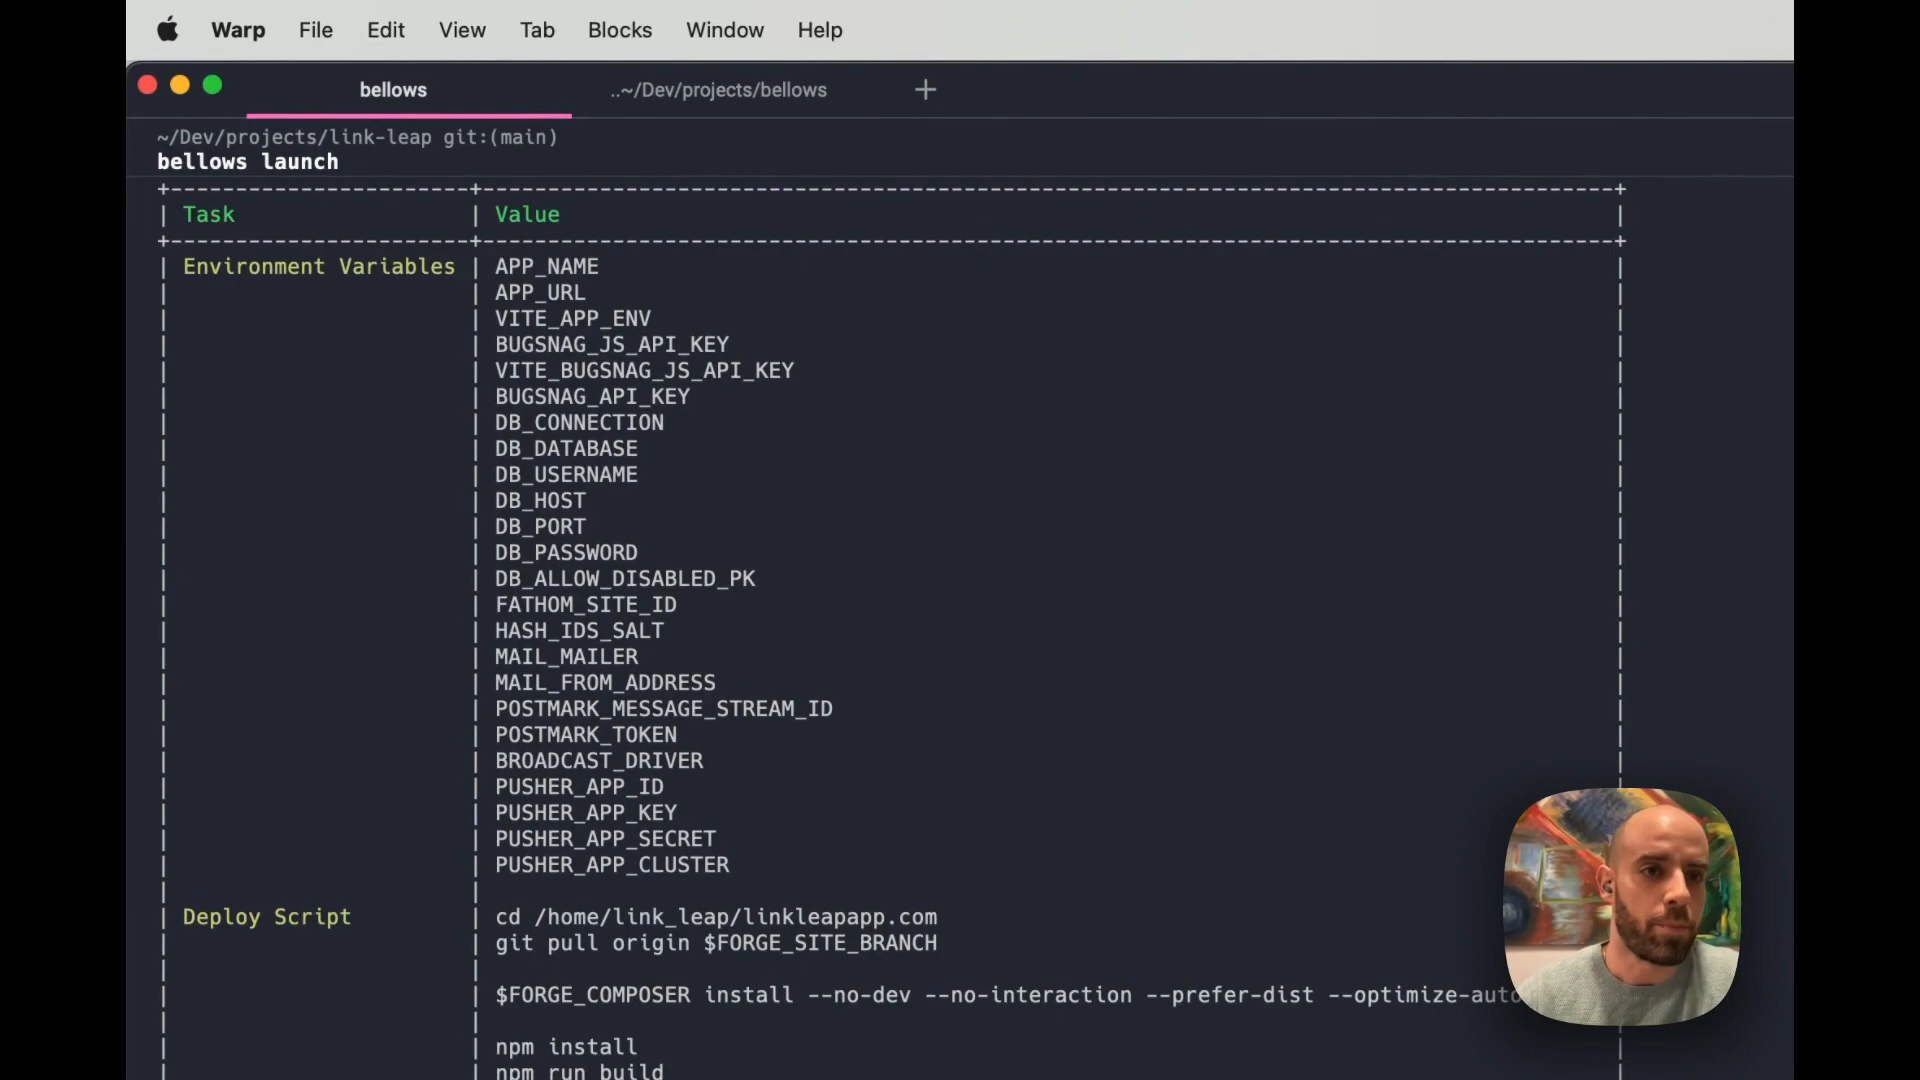 Warp File Edit View Tab Blocks Window Help
bellows ..~/Dev/projects/bellows +
~/Dev/projects/link-leap git:(main)
bellows launch
Task Value
Environment Variables APP_NAME
APP_URL
VITE_APP_ENV
BUGSNAG_JS_API_KEY
VITE_BUGSNAG_JS_API_KEY
BUGSNAG_API_KEY
DB_CONNECTION
DB_DATABASE
DB_USERNAME
DB_HOST
DB_PORT
DB_PASSWORD
DB_ALLOW_DISABLED_PK
FATHOM_SITE_ID
HASH_IDS_SALT
MAIL_MAILER
MAIL_FROM_ADDRESS
POSTMARK_MESSAGE_STREAM_ID
POSTMARK_TOKEN
BROADCAST_DRIVER
PUSHER_APP_ID
PUSHER_APP_KEY
PUSHER_APP_SECRET
PUSHER_APP_CLUSTER
Deploy Script cd /home/link_leap/linkleapapp.com
git pull origin $FORGE_SITE_BRANCH
$FORGE_COMPOSER install --no-dev --no-interaction --prefer-dist --optimize-auto
npm install
npm run build